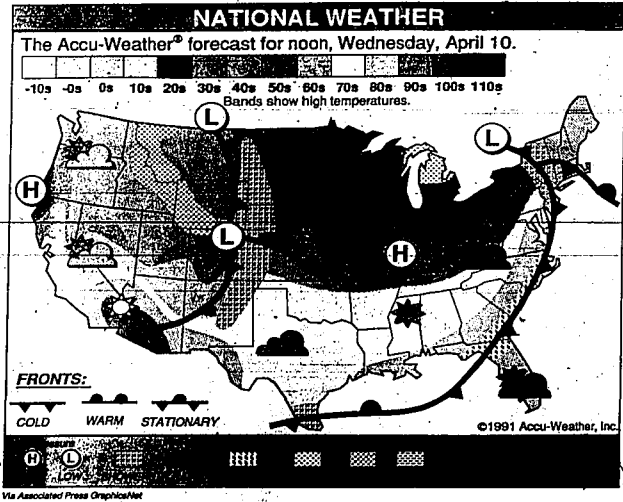 NATIONAL WEATHER
The Accu-Weather® forecast for noon, Wednesday, April 10.
-10s -0s 0s 10s 20s 30s 40s 50s 60s 70s 80s 90s 100s 110s
Bands show high temperatures.
L
L
H
L
H
FRONTS:
COLD WARM STATIONARY
©1991 Accu-Weather, Inc.
H L
LOW
Via Associated Press GraphicsNet